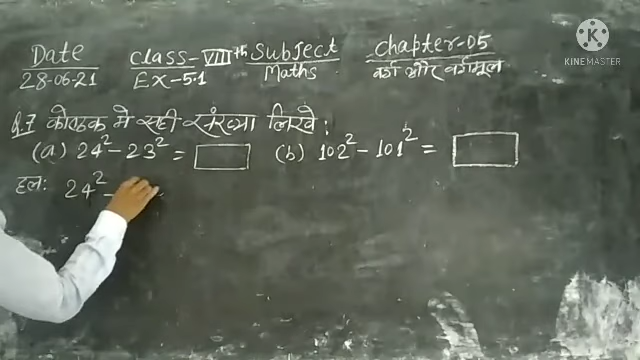 Date Class-VIIIth Subject Chapter-05
28-06-21 EX-5.1 Maths वर्ग और वर्गमूल
Q.7 कोष्ठक में सही संख्या लिखे:
(a) 24² - 23² = (b) 102² - 101² =
हल: 24² -
KINEMASTER